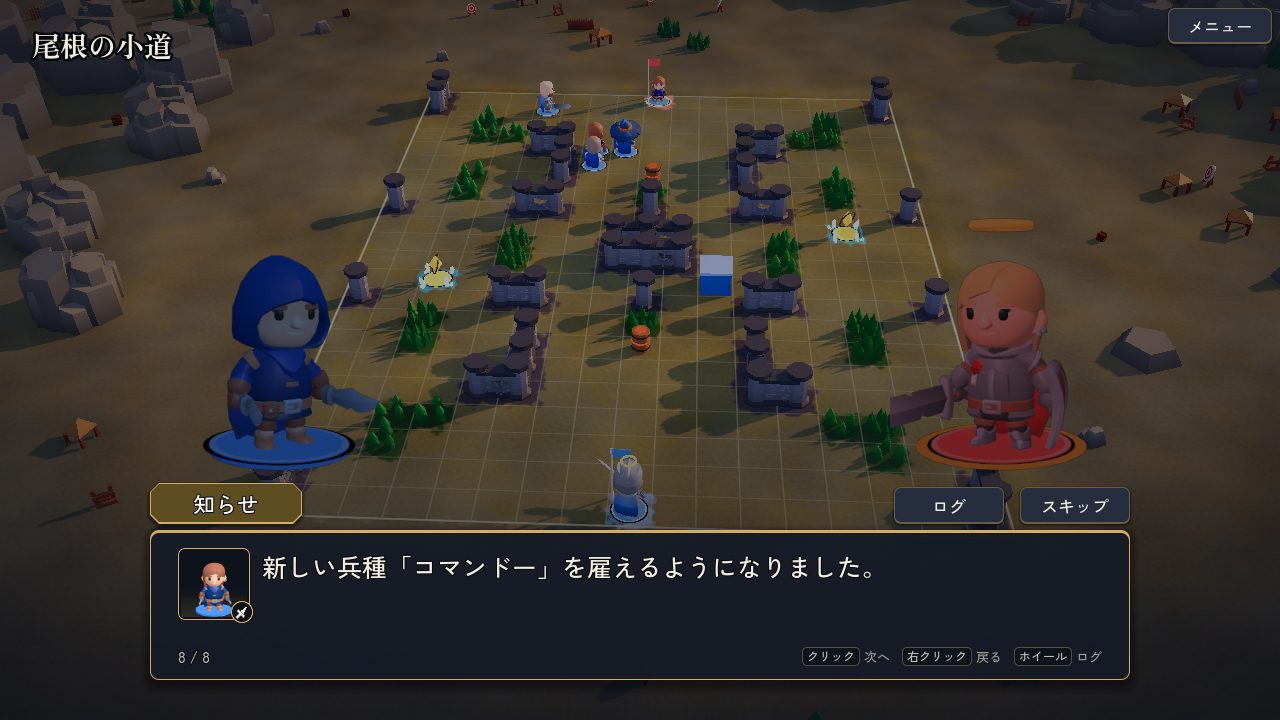 尾根の小道
メニュー
知らせ
ログ
スキップ
新しい兵種「コマンドー」を雇えるようになりました。
8 / 8
クリック 次へ 右クリック 戻る ホイール ログ